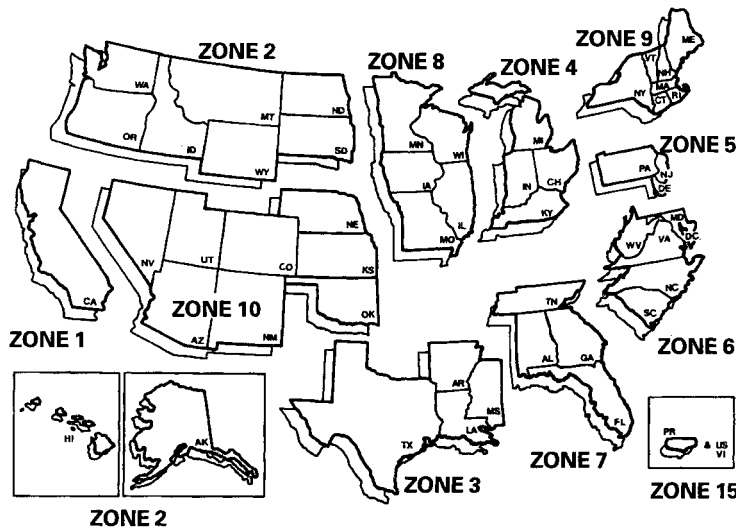 ZONE 2
WA
OR
ID
MT
WY
ND
SD
ZONE 8
MN
WI
IA
IL
MO
ZONE 4
MI
IN
OH
KY
ZONE 9
ME
VT
NH
MA
NY
CT
RI
ZONE 5
PA
NJ
DE
ZONE 6
MD
DC
WV
VA
NC
SC
ZONE 1
CA
ZONE 10
NV
UT
CO
AZ
NM
NE
KS
OK
ZONE 3
TX
AR
LA
MS
ZONE 7
TN
AL
GA
FL
ZONE 2
HI
AK
ZONE 15
PR
& US
VI